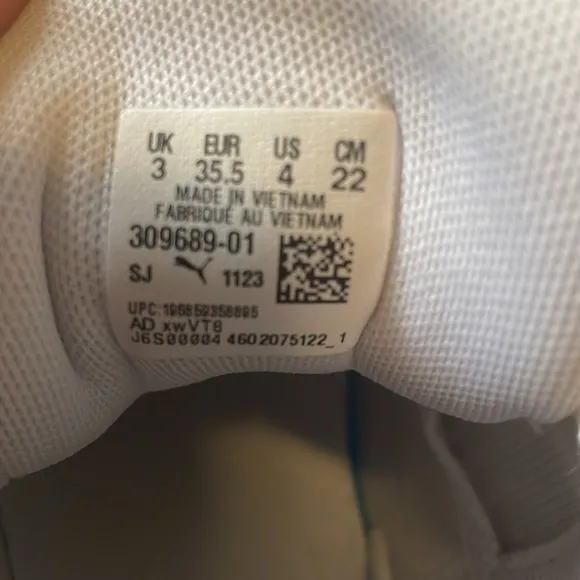 UK EUR US CM
3 35.5 4 22
MADE IN VIETNAM
FABRIQUÉ AU VIETNAM
309689-01
SJ 1123
UPC:196859358895
AD xwVT8
J6S00004 4602075122_1